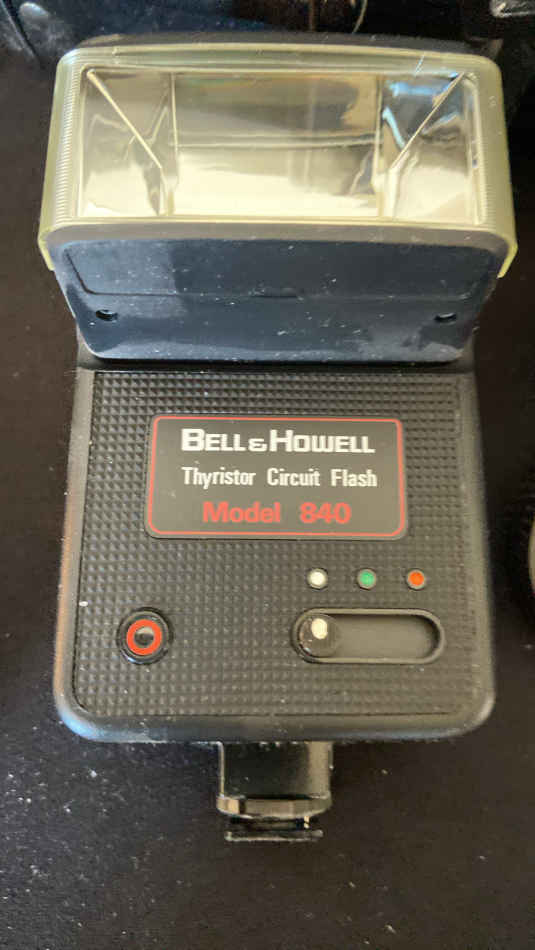 BELL & HOWELL
Thyristor Circuit Flash
Model 840